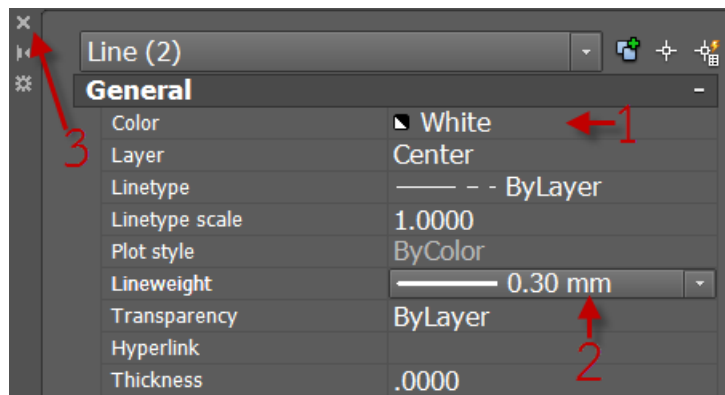 Line (2)
General
Color White 1
3 Layer Center
Linetype ByLayer
Linetype scale 1.0000
Plot style ByColor
Lineweight 0.30 mm
Transparency ByLayer
Hyperlink 2
Thickness .0000